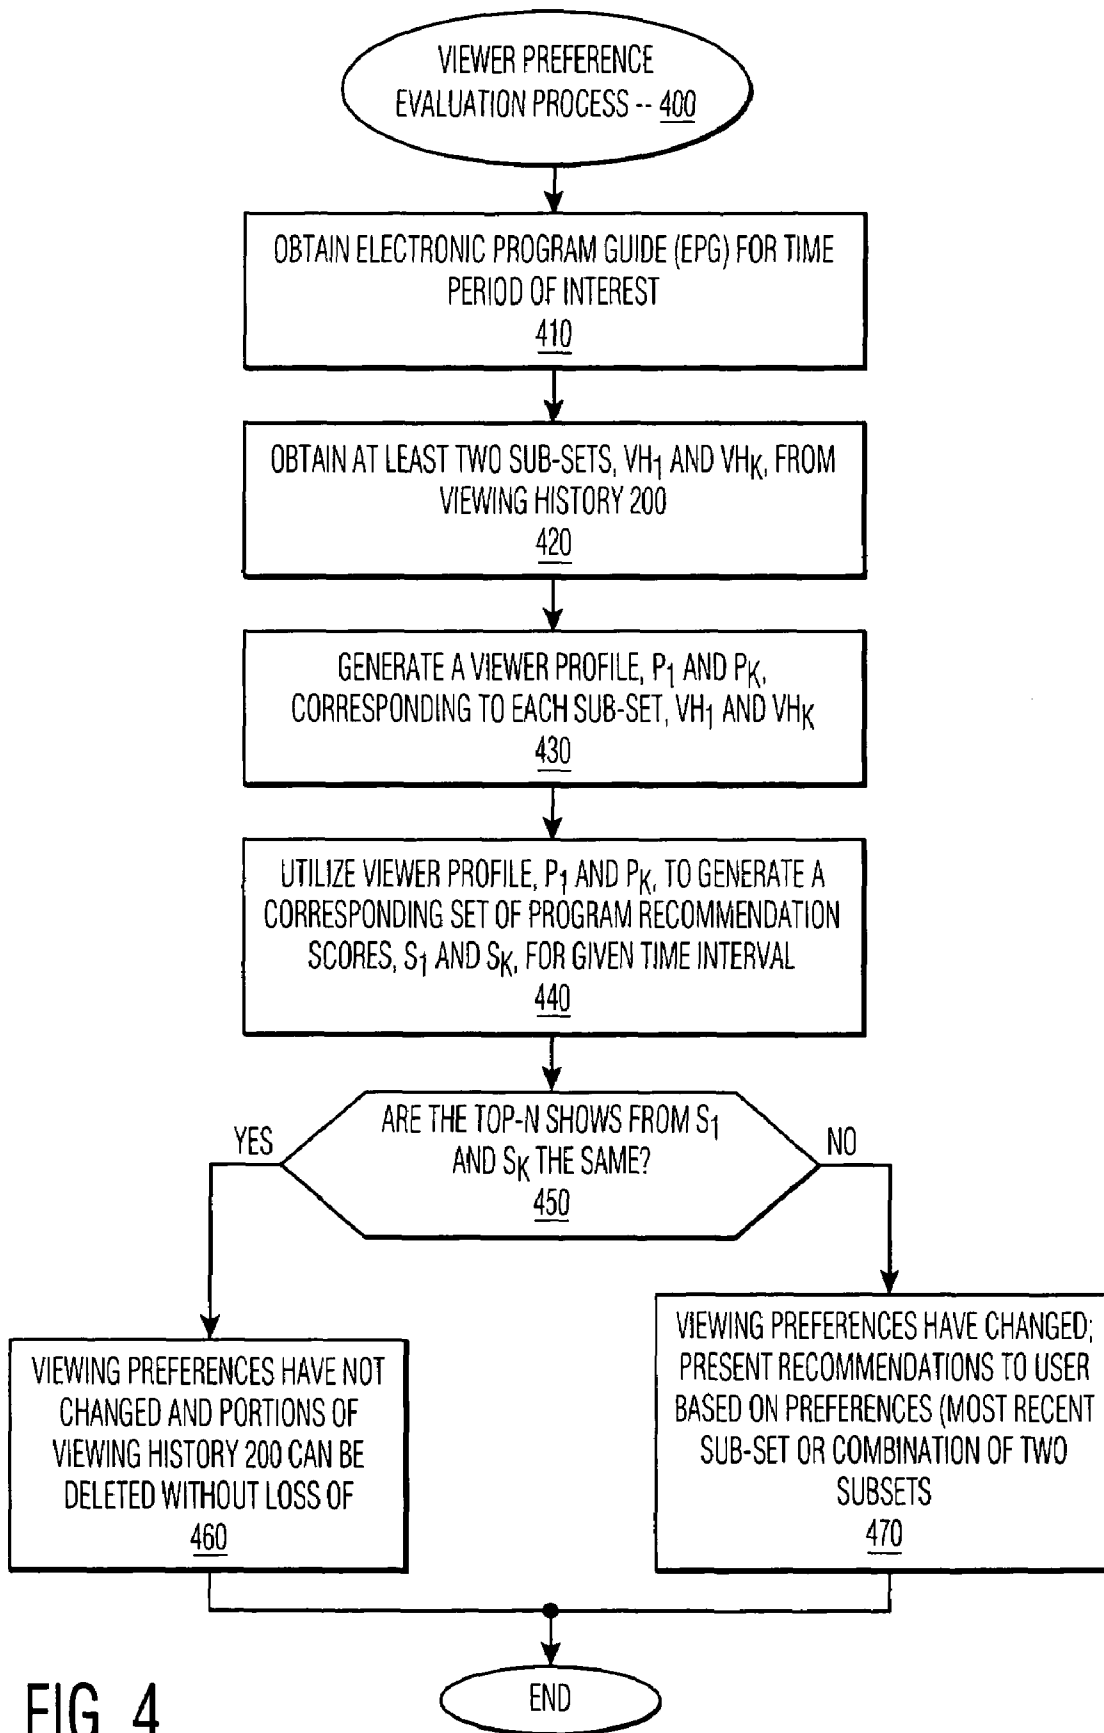 VIEWER PREFERENCE
EVALUATION PROCESS -- 400
OBTAIN ELECTRONIC PROGRAM GUIDE (EPG) FOR TIME
PERIOD OF INTEREST
410
OBTAIN AT LEAST TWO SUB-SETS, VH1 AND VHK, FROM
VIEWING HISTORY 200
420
GENERATE A VIEWER PROFILE, P1 AND PK,
CORRESPONDING TO EACH SUB-SET, VH1 AND VHK
430
UTILIZE VIEWER PROFILE, P1 AND PK, TO GENERATE A
CORRESPONDING SET OF PROGRAM RECOMMENDATION
SCORES, S1 AND SK, FOR GIVEN TIME INTERVAL
440
ARE THE TOP-N SHOWS FROM S1
AND SK THE SAME?
450
YES
NO
VIEWING PREFERENCES HAVE NOT
CHANGED AND PORTIONS OF
VIEWING HISTORY 200 CAN BE
DELETED WITHOUT LOSS OF
460
VIEWING PREFERENCES HAVE CHANGED;
PRESENT RECOMMENDATIONS TO USER
BASED ON PREFERENCES (MOST RECENT
SUB-SET OR COMBINATION OF TWO
SUBSETS
470
END
FIG. 4